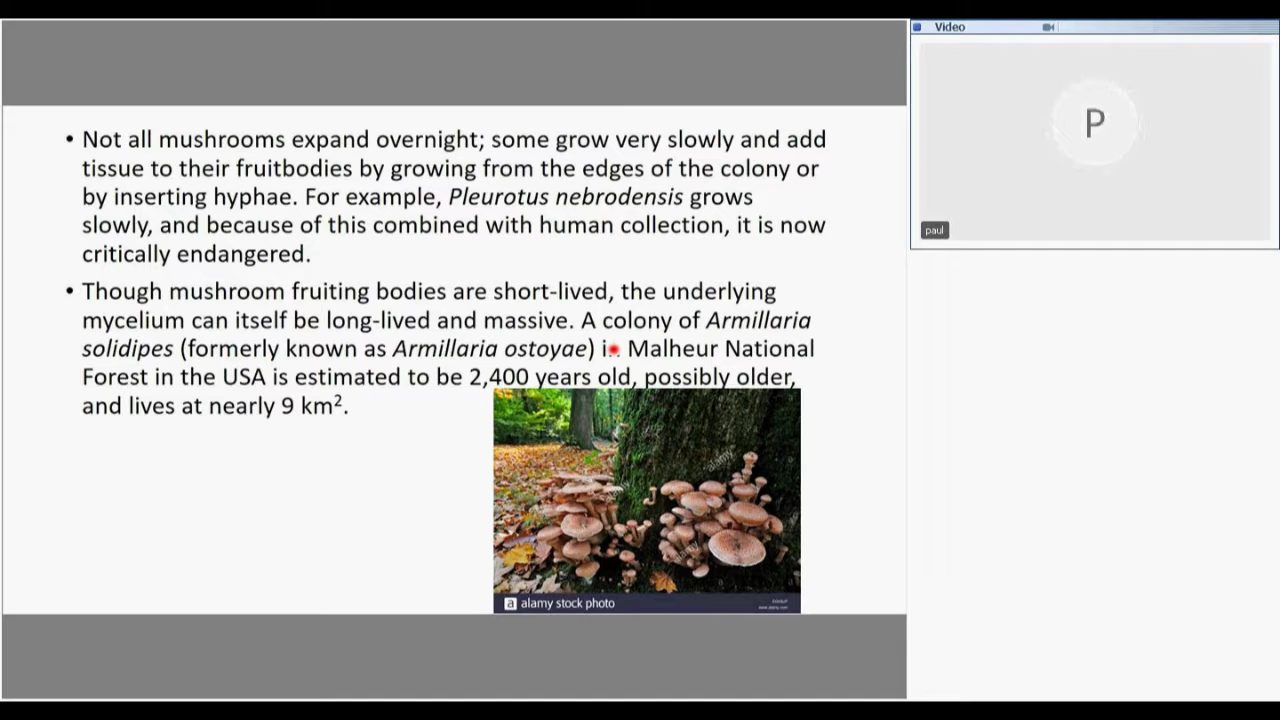 Video
• Not all mushrooms expand overnight; some grow very slowly and add
tissue to their fruitbodies by growing from the edges of the colony or
by inserting hyphae. For example, Pleurotus nebrodensis grows
slowly, and because of this combined with human collection, it is now
critically endangered.
• Though mushroom fruiting bodies are short-lived, the underlying
mycelium can itself be long-lived and massive. A colony of Armillaria
solidipes (formerly known as Armillaria ostoyae) Malheur National
Forest in the USA is estimated to be 2,400 years old, possibly older,
and lives at nearly 9 km².
alamy
alamy
a alamy stock photo
P
paul